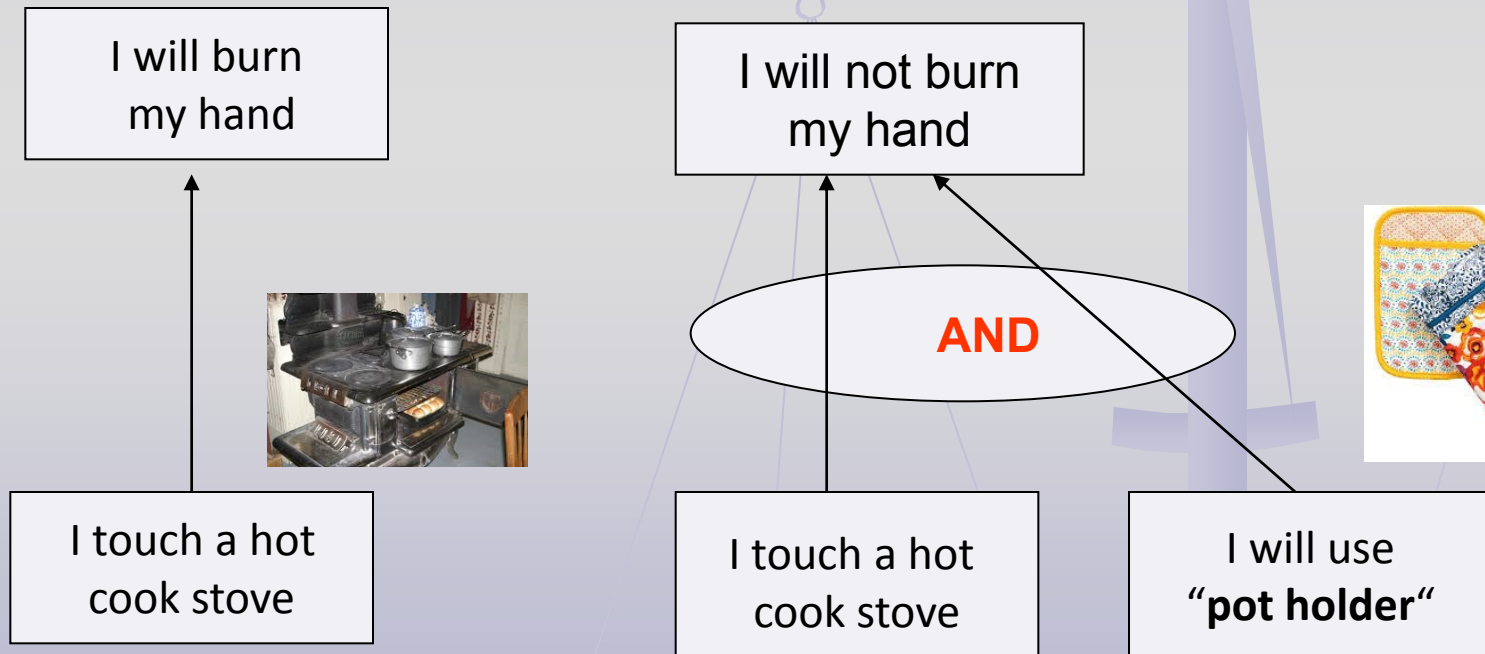 I will burn
my hand
I will not burn
my hand
AND
I touch a hot
cook stove
I touch a hot
cook stove
I will use
“pot holder“